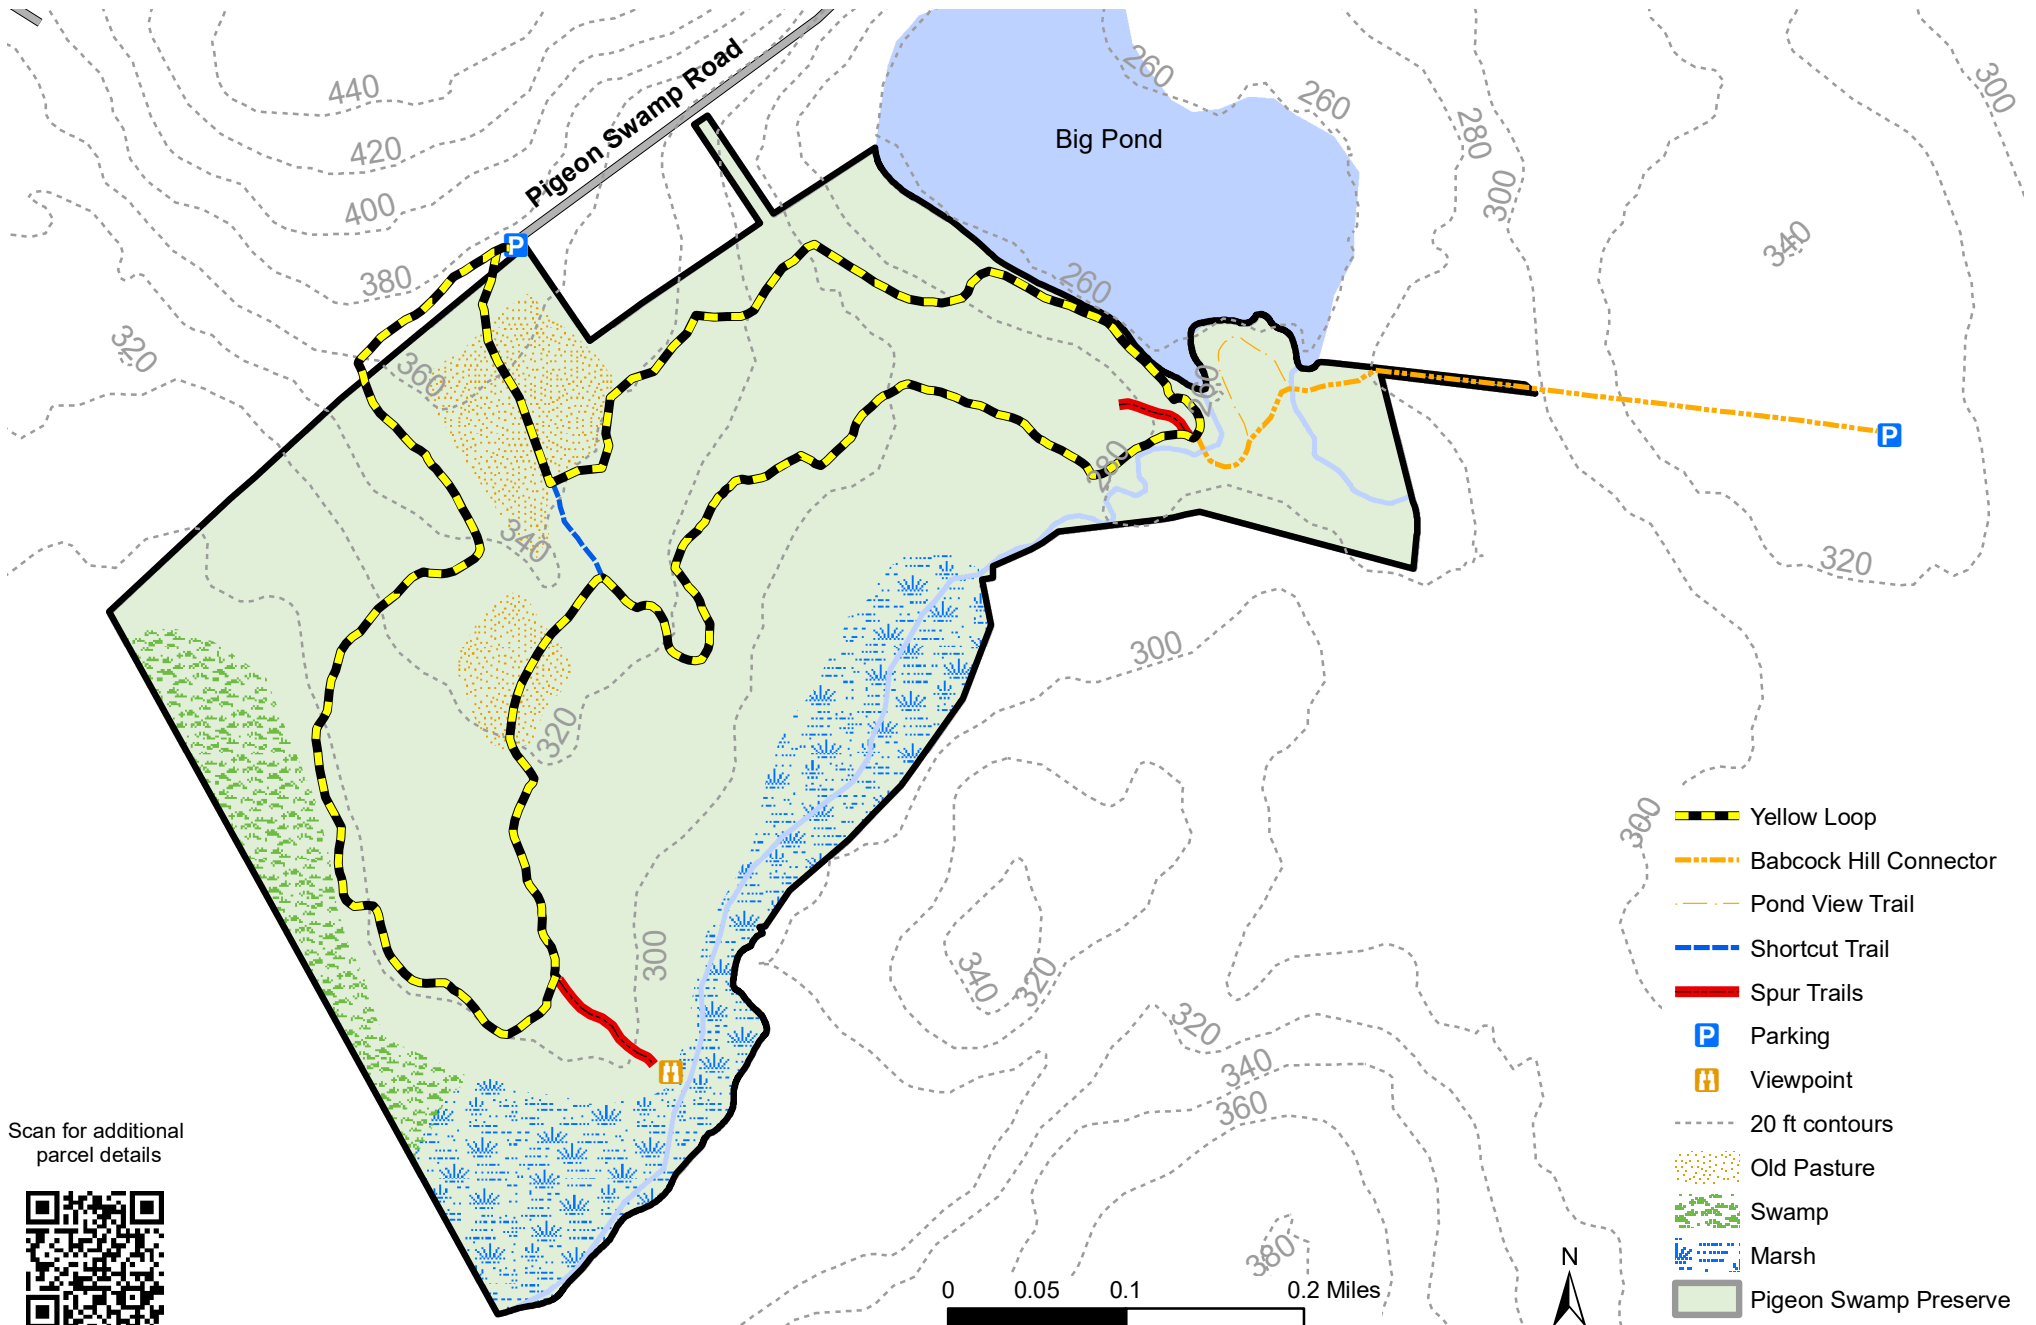 440
420
400
380
360
340
320
320
Pigeon Swamp Road
P
Big Pond
260
260
260
260
280
280
300
300
340
320
P
300
300
300
340
320
320
340
360
380
Yellow Loop
Babcock Hill Connector
Pond View Trail
Shortcut Trail
Spur Trails
P Parking
Viewpoint
20 ft contours
Old Pasture
Swamp
Marsh
Pigeon Swamp Preserve
Scan for additional
parcel details
0 0.05 0.1 0.2 Miles
N
300